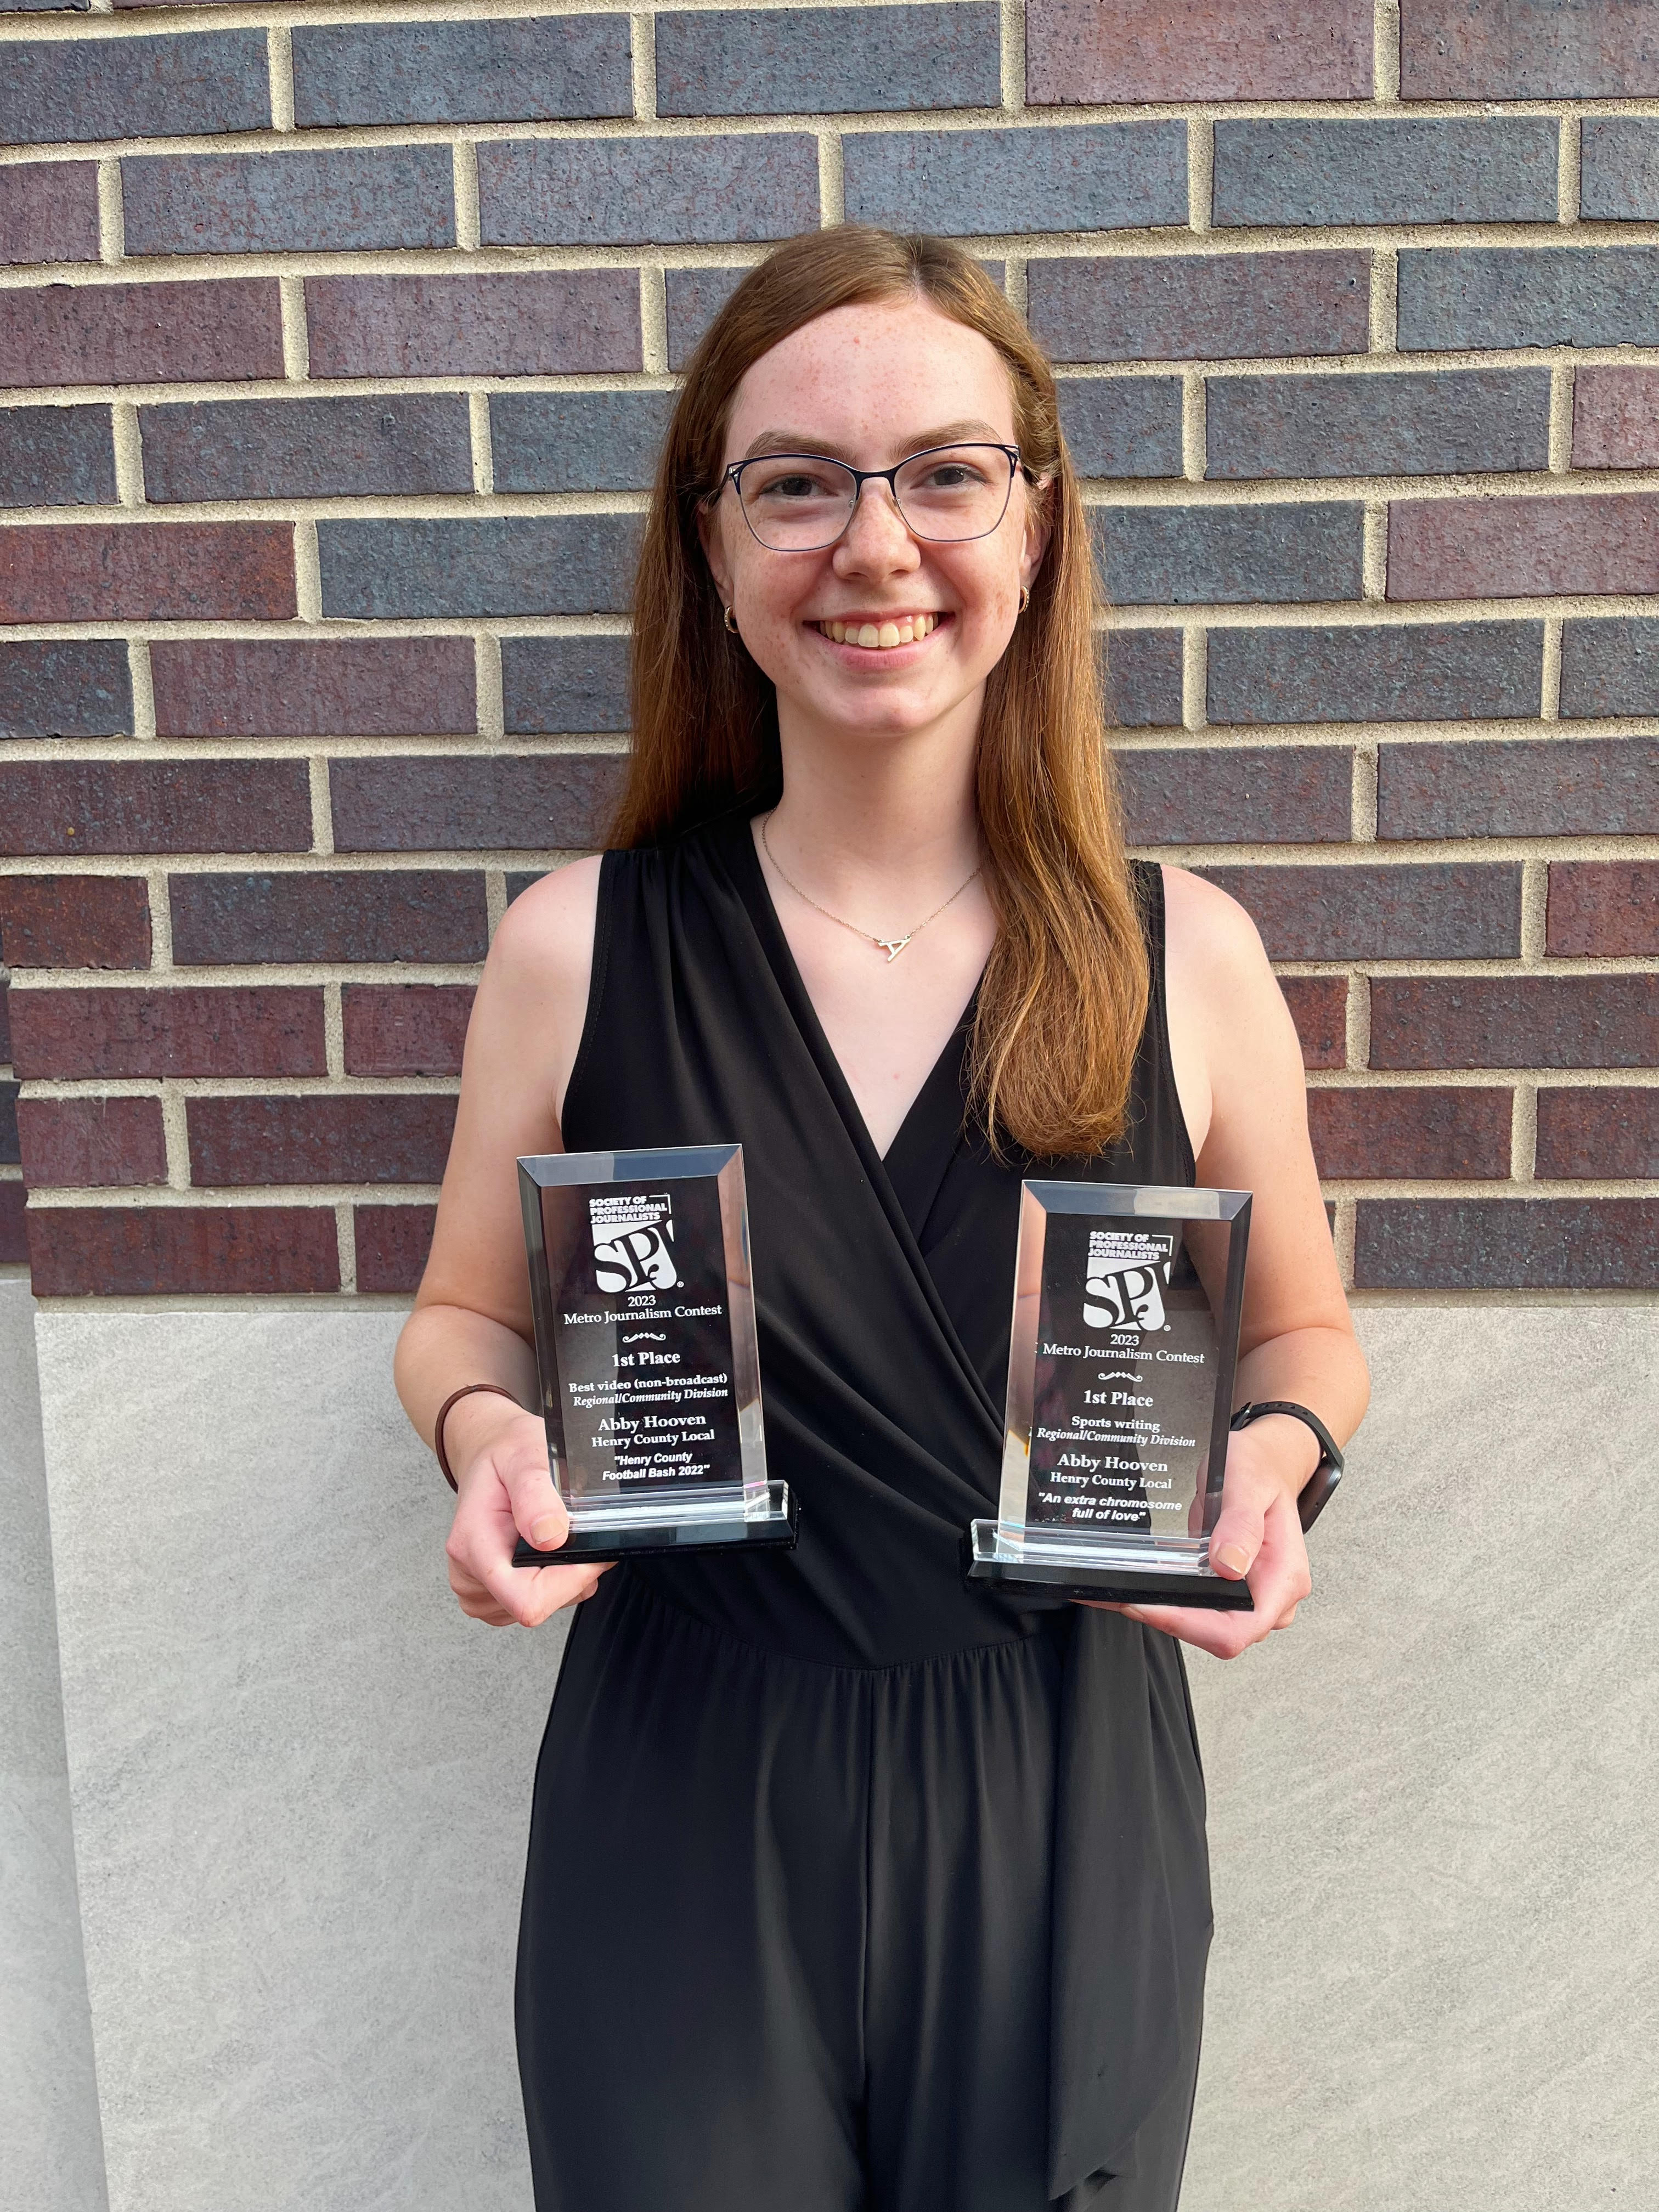 SOCIETY OF
PROFESSIONAL
JOURNALISTS
SPJ
2023
Metro Journalism Contest
1st Place
Best video (non-broadcast)
Regional/Community Division
Abby Hooven
Henry County Local
"Henry County
Football Bash 2022"
SOCIETY OF
PROFESSIONAL
JOURNALISTS
SPJ
2023
Metro Journalism Contest
1st Place
Sports writing
Regional/Community Division
Abby Hooven
Henry County Local
"An extra chromosome
full of love"
A